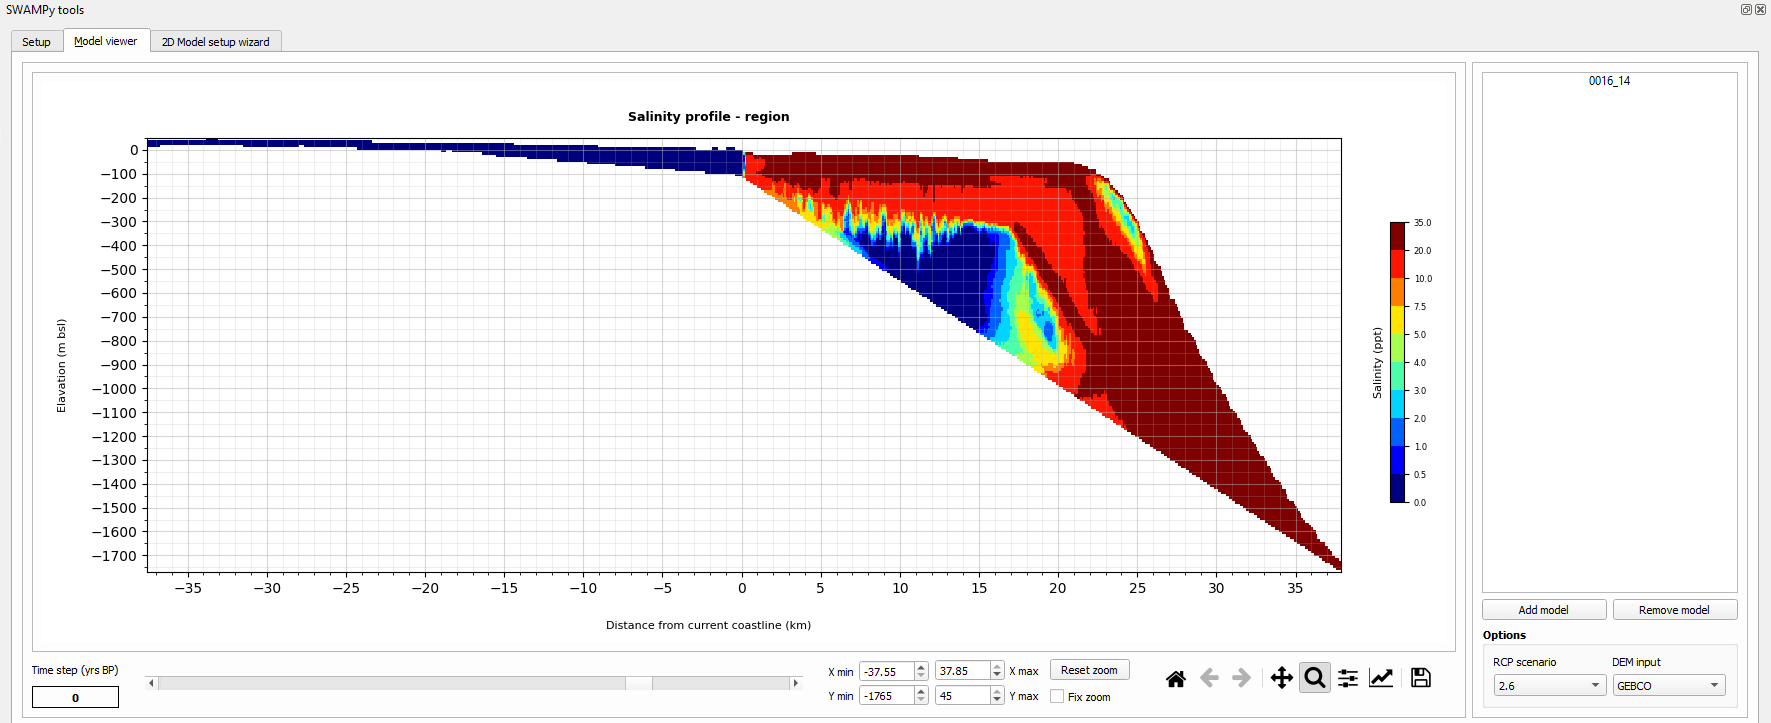 SWAMPy tools
Setup
Model viewer
2D Model setup wizard
Salinity profile - region
0
−100
−200
−300
−400
−500
−600
−700
−800
−900
−1000
−1100
−1200
−1300
−1400
−1500
−1600
−1700
Elavation (m bsl)
−35
−30
−25
−20
−15
−10
−5
0
5
10
15
20
25
30
35
Distance from current coastline (km)
35.0
20.0
10.0
7.5
5.0
4.0
3.0
2.0
1.0
0.5
0.0
Salinity (ppt)
0016_14
Add model
Remove model
Options
RCP scenario
DEM input
2.6
GEBCO
Time step (yrs BP)
0
X min
-37.55
37.85
X max
Reset zoom
Y min
-1765
45
Y max
Fix zoom